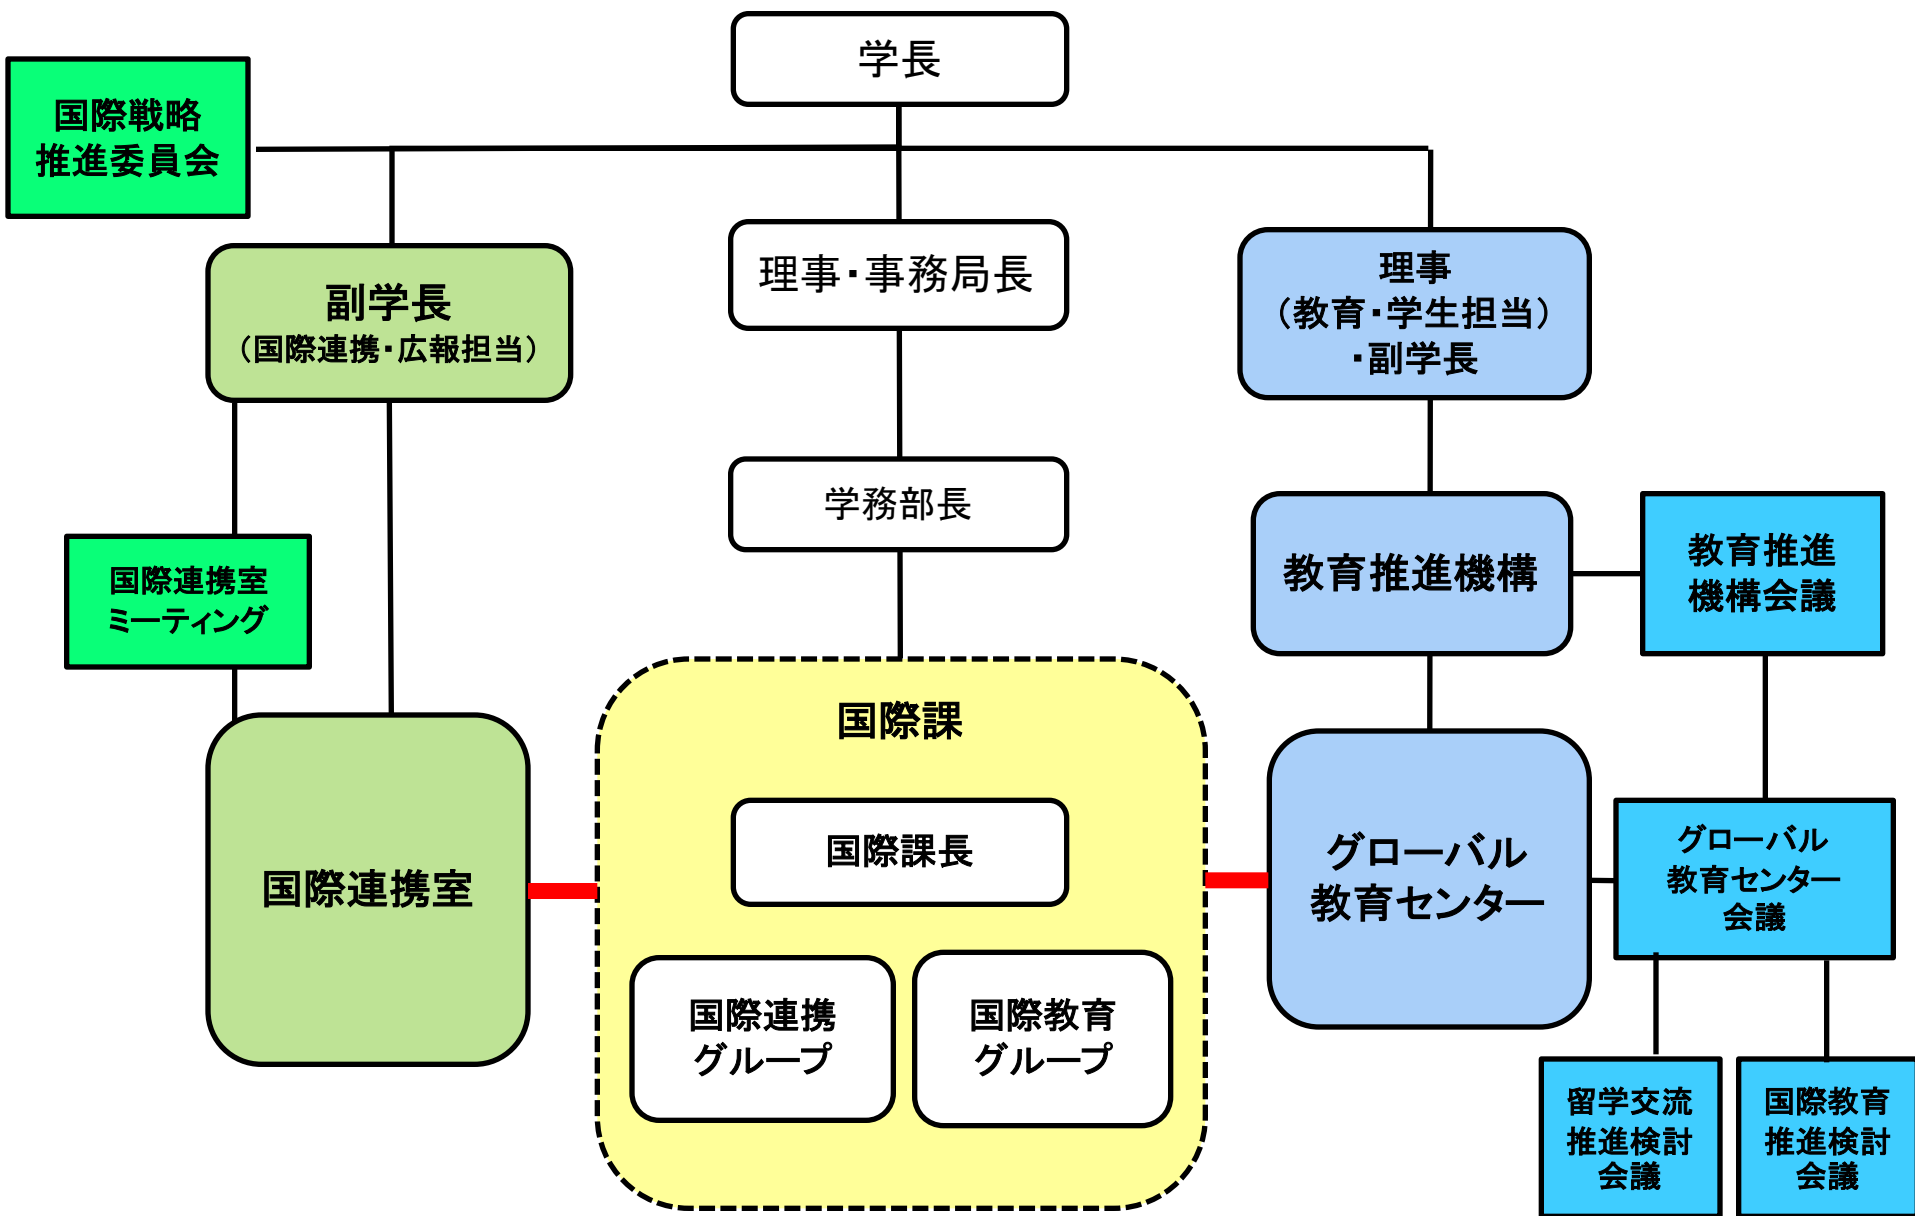 学長
国際戦略
推進委員会
副学長
（国際連携・広報担当）
理事・事務局長
理事
（教育・学生担当）
・副学長
学務部長
国際連携室
ミーティング
教育推進機構
教育推進
機構会議
国際連携室
国際課
国際課長
国際連携
グループ
国際教育
グループ
グローバル
教育センター
グローバル
教育センター
会議
留学交流
推進検討
会議
国際教育
推進検討
会議